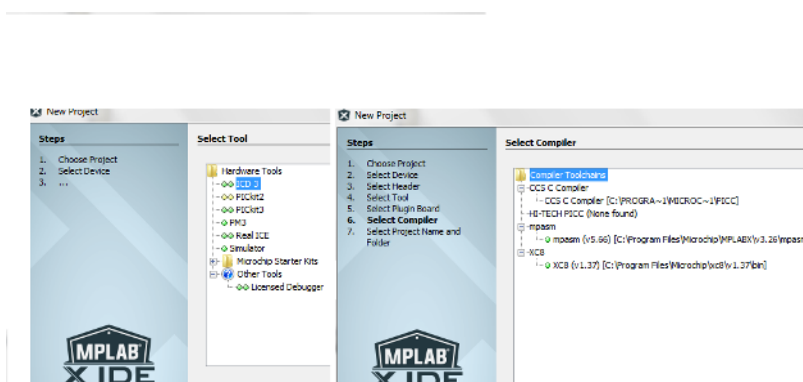 New Project
Steps
1. Choose Project
2. Select Device
3. ...
Select Tool
Hardware Tools
ICD 3
PICkit2
PICkit3
PM3
Real ICE
Simulator
Microchip Starter Kits
Other Tools
Licensed Debugger
MPLAB
X IDE
New Project
Steps
1. Choose Project
2. Select Device
3. Select Header
4. Select Tool
5. Select Plugin Board
6. Select Compiler
7. Select Project Name and
Folder
Select Compiler
Compiler Toolchains
CCS C Compiler
CCS C Compiler [C:\PROGRA~1\MICROC~1\PICC]
HI-TECH PICC (None found)
mpasm
mpasm (v5.66) [C:\Program Files\Microchip\MPLABX\v3.26\mpasm
XC8
XC8 (v1.37) [C:\Program Files\Microchip\xc8\v1.37\bin]
MPLAB
X IDE